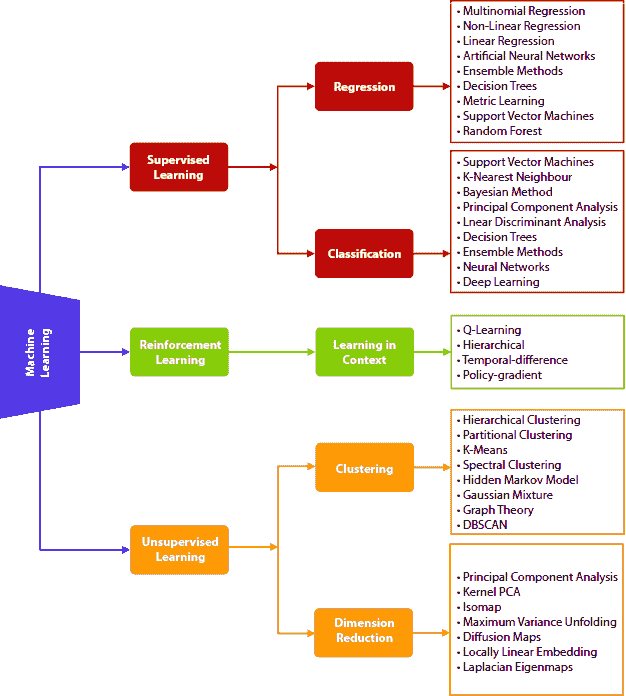 • Multinomial Regression
• Non-Linear Regression
• Linear Regression
• Artificial Neural Networks
• Ensemble Methods
• Decision Trees
• Metric Learning
• Support Vector Machines
• Random Forest
Regression
Supervised
Learning
• Support Vector Machines
• K-Nearest Neighbour
• Bayesian Method
• Principal Component Analysis
• Lnear Discriminant Analysis
• Decision Trees
• Ensemble Methods
• Neural Networks
• Deep Learning
Classification
Machine
Learning
Reinforcement
Learning
Learning in
Context
• Q-Learning
• Hierarchical
• Temporal-difference
• Policy-gradient
Clustering
• Hierarchical Clustering
• Partitional Clustering
• K-Means
• Spectral Clustering
• Hidden Markov Model
• Gaussian Mixture
• Graph Theory
• DBSCAN
Unsupervised
Learning
Dimension
Reduction
• Principal Component Analysis
• Kernel PCA
• Isomap
• Maximum Variance Unfolding
• Diffusion Maps
• Locally Linear Embedding
• Laplacian Eigenmaps